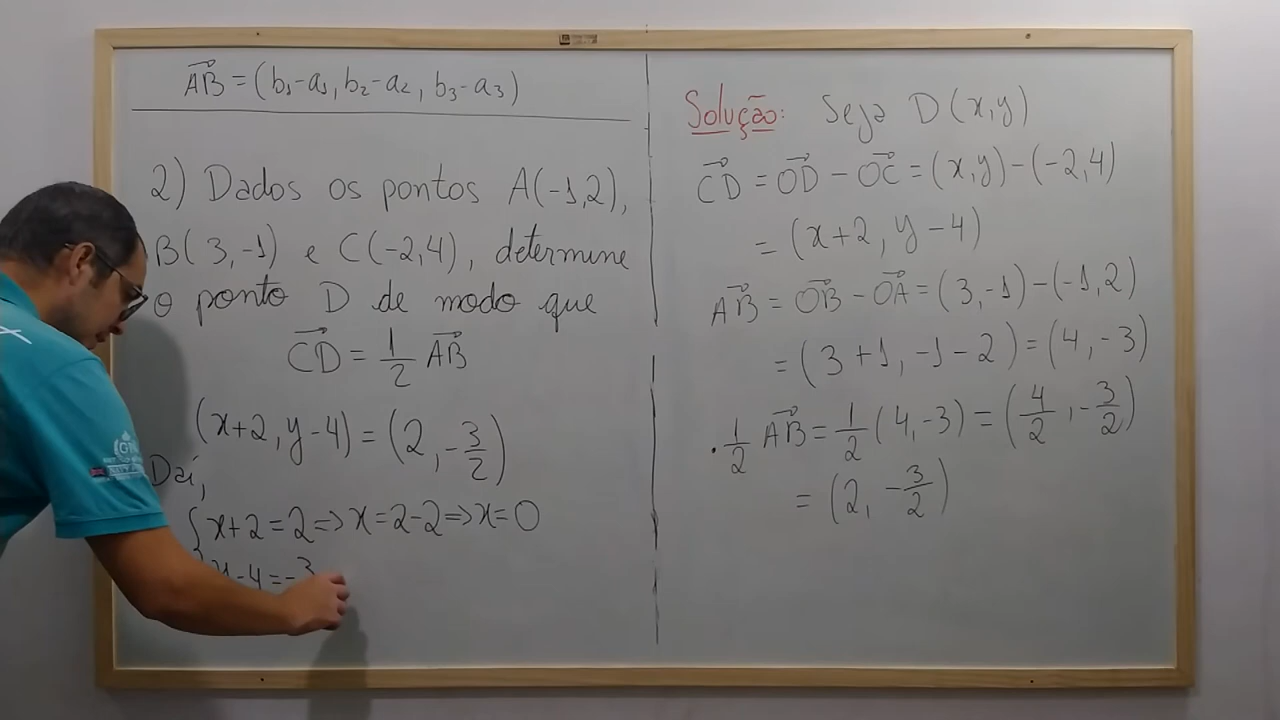 AB⃗ = (b₁-a₁, b₂-a₂, b₃-a₃)
2) Dados os pontos A(-1,2),
B(3,-1) e C(-2,4), determine
o ponto D de modo que
CD⃗ = 1/2 AB⃗
(x+2, y-4) = (2, -3/2)
Daí,
{ x+2=2 => x=2-2 => x=0
y-4=-3
Solução: Seja D(x,y)
CD⃗ = OD⃗ - OC⃗ = (x,y)-(-2,4)
= (x+2, y-4)
AB⃗ = OB⃗ - OA⃗ = (3,-1)-(-1,2)
= (3+1, -1-2) = (4,-3)
. 1/2 AB⃗ = 1/2 (4,-3) = (4/2, -3/2)
= (2, -3/2)